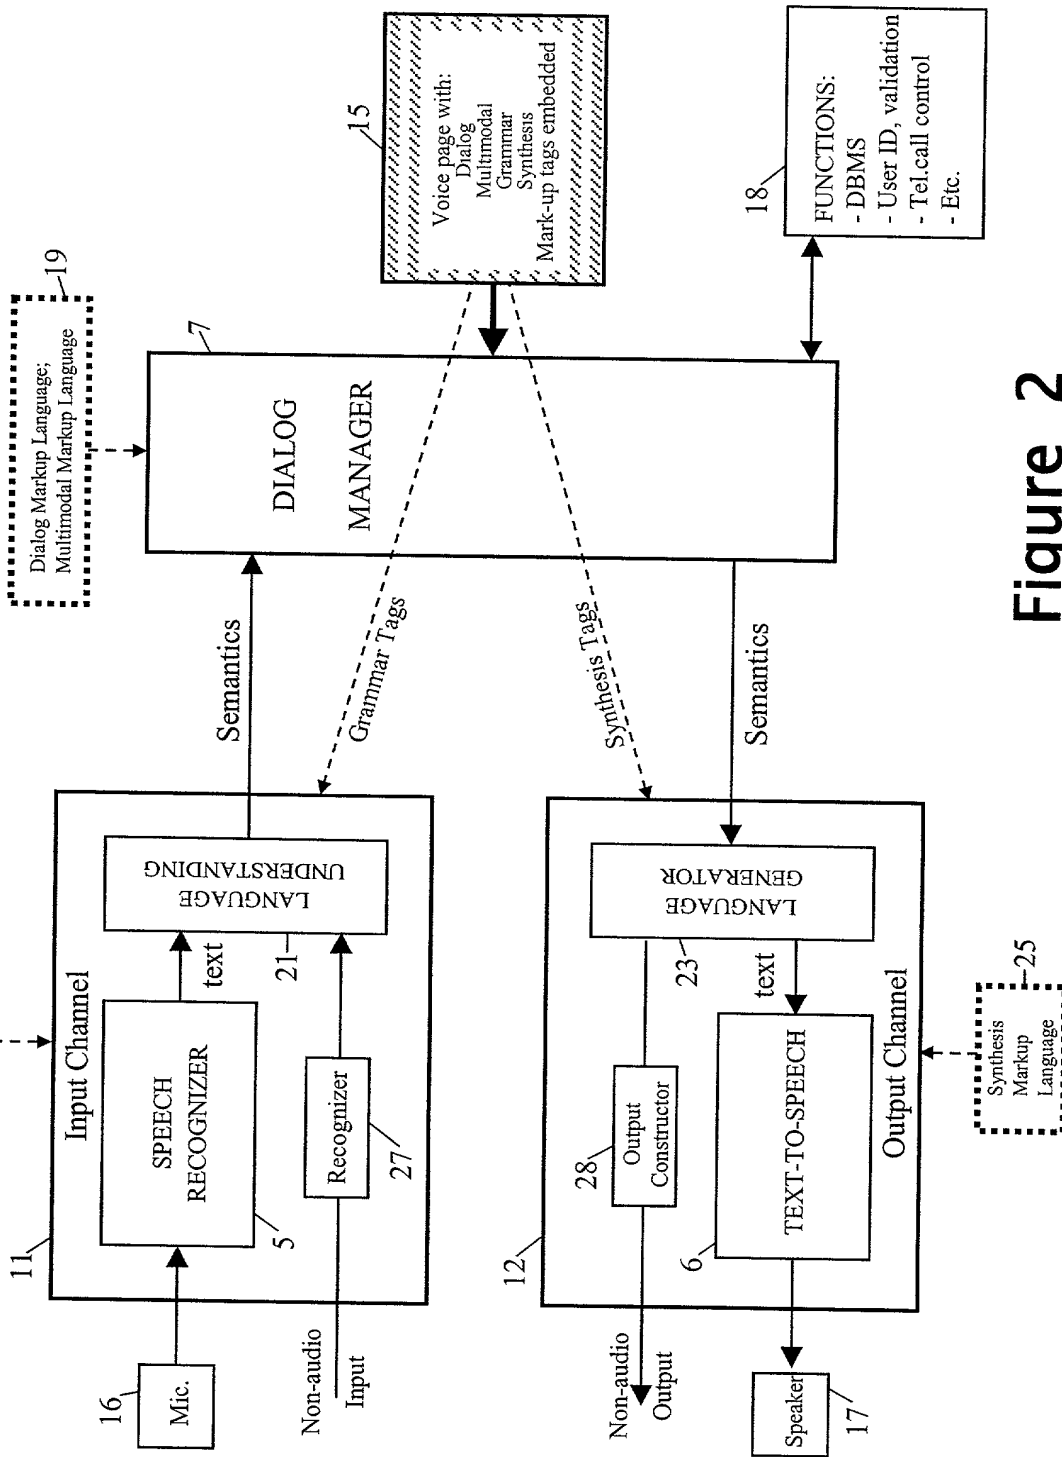 19
Dialog Markup Language;
Multimodal Markup Language
15
Voice page with:
Dialog
Multimodal
Grammar
Synthesis
Mark-up tags embedded
7
DIALOG
MANAGER
18
FUNCTIONS:
- DBMS
- User ID, validation
- Tel.call control
- Etc.
Semantics
Grammar Tags
Synthesis Tags
Semantics
11
Input Channel
16
Mic.
5
SPEECH
RECOGNIZER
text
21
LANGUAGE
UNDERSTANDING
Non-audio
Input
Recognizer
27
12
Output Channel
Non-audio
Output
28
Output
Constructor
23
LANGUAGE
GENERATOR
text
6
TEXT-TO-SPEECH
Speaker
17
25
Synthesis
Markup
Language
Figure 2